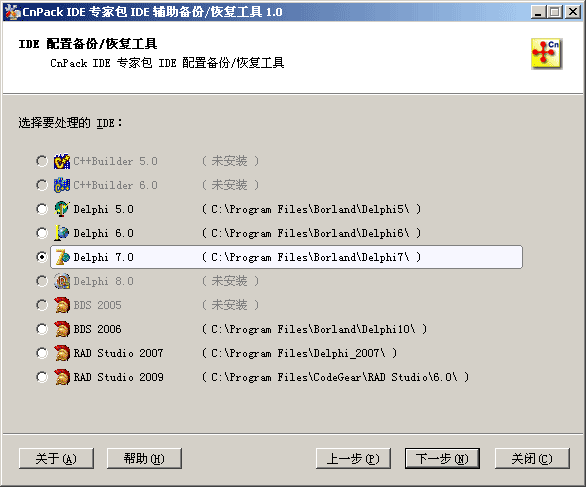 CnPack IDE 专家包 IDE 辅助备份/恢复工具 1.0
IDE 配置备份/恢复工具
CnPack IDE 专家包 IDE 配置备份/恢复工具
Cn
选择要处理的 IDE：
C++Builder 5.0 ( 未安装 )
C++Builder 6.0 ( 未安装 )
Delphi 5.0 ( C:\Program Files\Borland\Delphi5\ )
Delphi 6.0 ( C:\Program Files\Borland\Delphi6\ )
Delphi 7.0 ( C:\Program Files\Borland\Delphi7\ )
Delphi 8.0 ( 未安装 )
BDS 2005 ( 未安装 )
BDS 2006 ( C:\Program Files\Borland\Delphi10\ )
RAD Studio 2007 ( C:\Program Files\Delphi_2007\ )
RAD Studio 2009 ( C:\Program Files\CodeGear\RAD Studio\6.0\ )
关于(A) 帮助(H) 上一步(P) 下一步(N) 关闭(C)